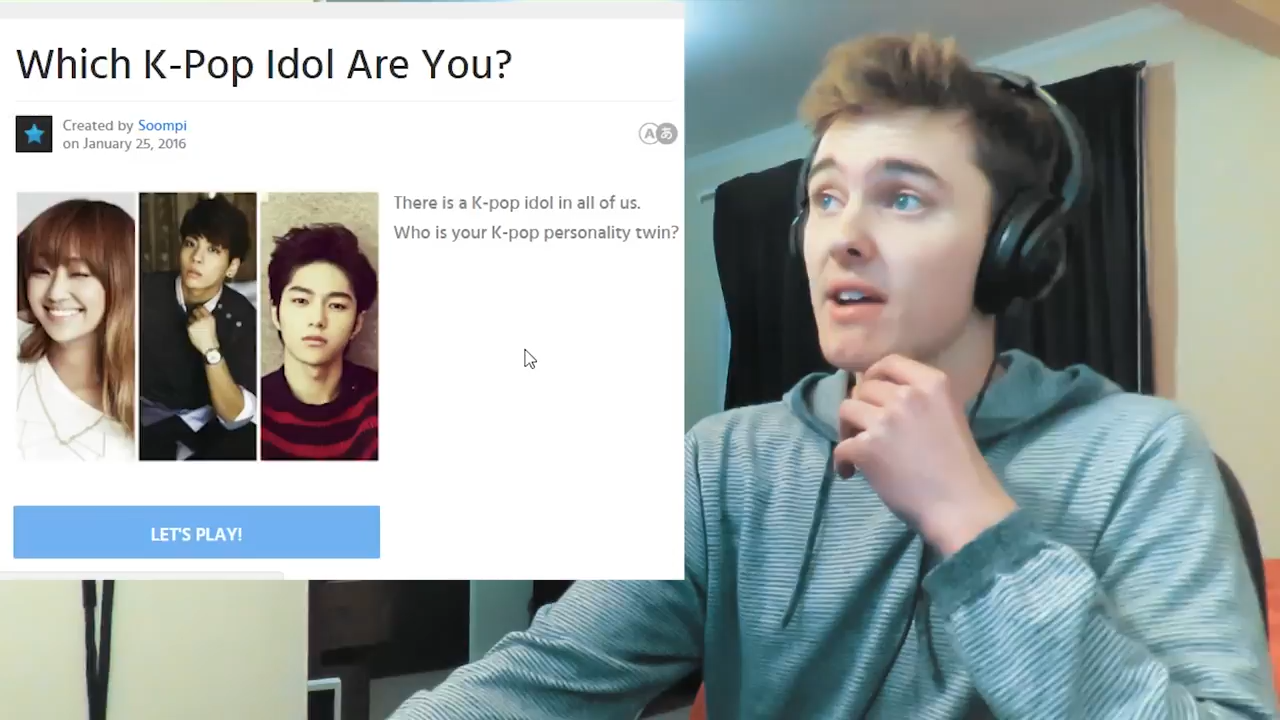 Which K-Pop Idol Are You?
Created by Soompi
on January 25, 2016
A あ
There is a K-pop idol in all of us.
Who is your K-pop personality twin?
LET'S PLAY!